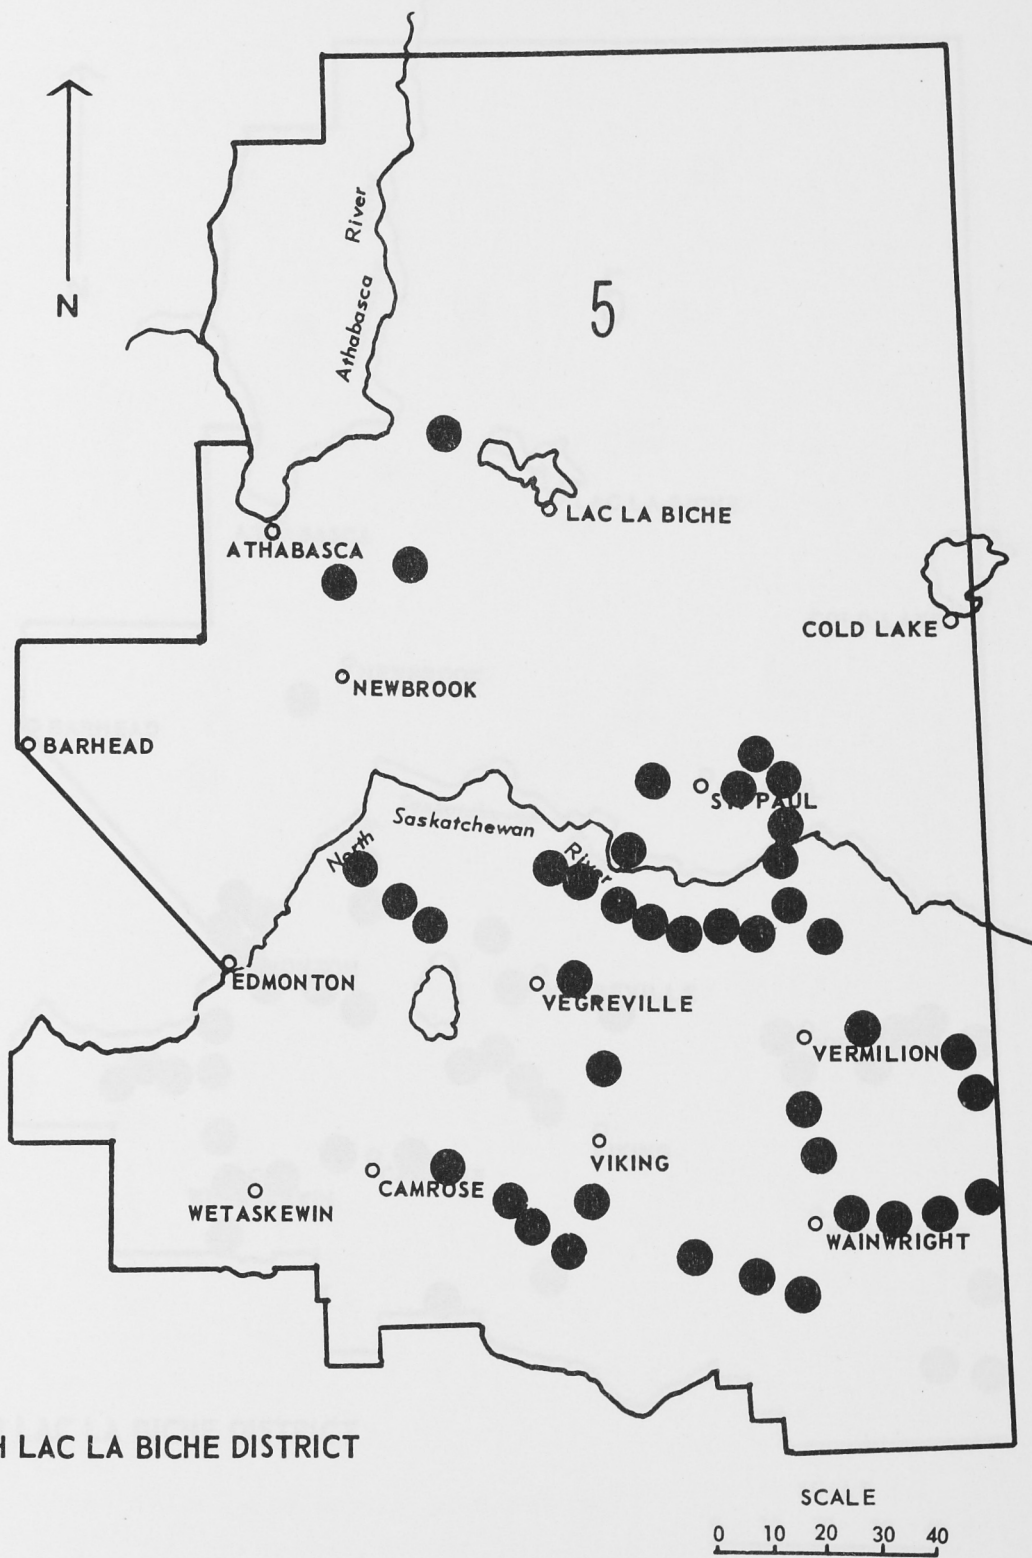 N
Athabasca River
5
LAC LA BICHE
ATHABASCA
COLD LAKE
NEWBROOK
BARHEAD
ST. PAUL
North Saskatchewan River
EDMONTON
VEGREVILLE
VERMILION
VIKING
CAMROSE
WETASKEWIN
WAINWRIGHT
H LAC LA BICHE DISTRICT
SCALE
0 10 20 30 40